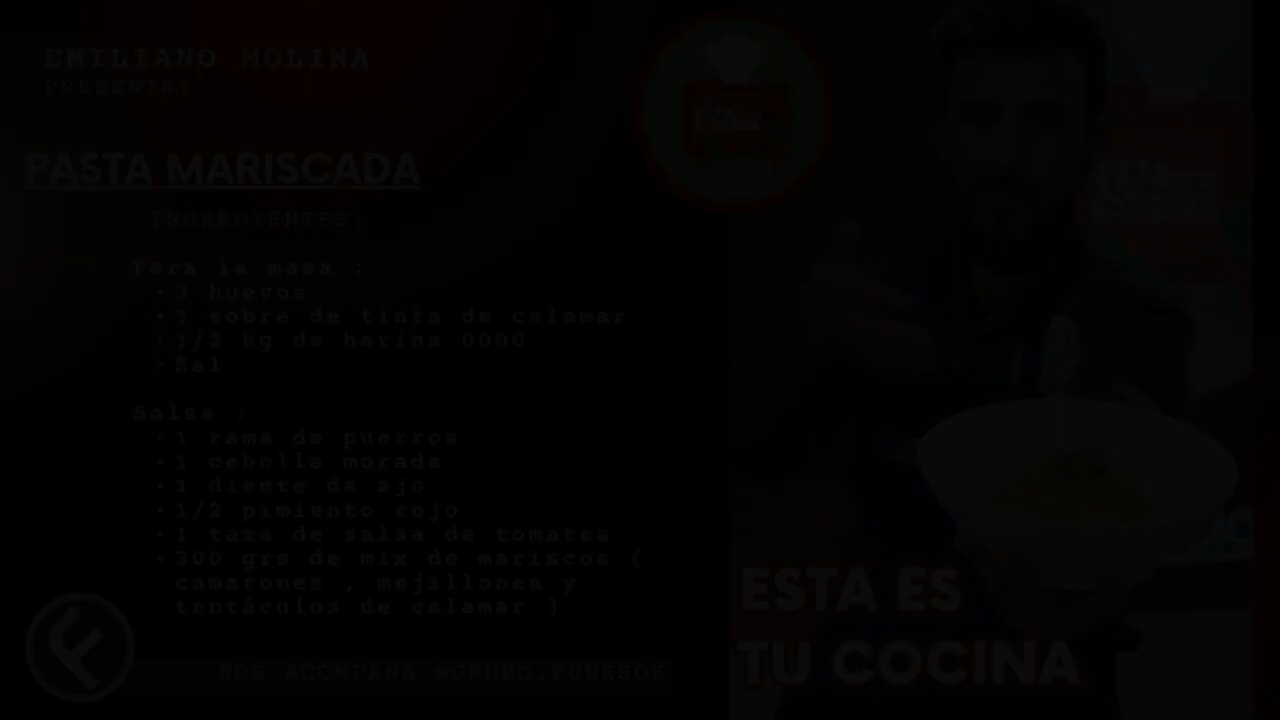 EMILIANO MOLINA
PRESENTA:
PASTA MARISCADA
INGREDIENTES:
Para la masa :
• 3 huevos
• 1 sobre de tinta de calamar
• 1/2 kg de harina 0000
• Sal
Salsa :
• 1 rama de puerros
• 1 cebolla morada
• 1 diente de ajo
• 1/2 pimiento rojo
• 1 taza de salsa de tomates
• 300 grs de mix de mariscos (
camarones , mejillones y
tentáculos de calamar )
NOS ACOMPAÑA @GRUPO.FUNESOK
ESTA ES
TU COCINA